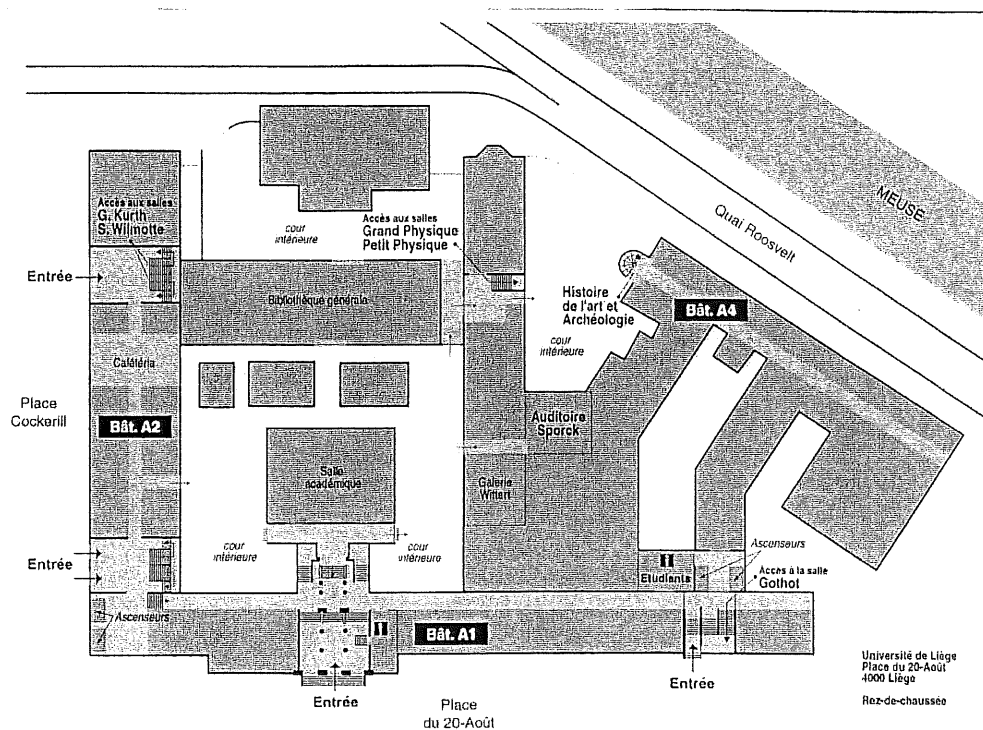 MEUSE
Quai Roosvelt
Accès aux salles
G. Kurth
S. Wilmotte
Entrée
cour
intérieure
Accès aux salles
Grand Physique
Petit Physique
Bibliothèque générale
Histoire
de l'art et
Archéologie
Bât. A4
cour
intérieure
Cafétéria
Place
Cockerill
Bât. A2
Auditoire
Sporck
Salle
académique
Galerie
Wittert
cour
intérieure
cour
intérieure
Entrée
Ascenseurs
Etudiants
Accès à la salle
Gothot
Ascenseurs
Bât. A1
Entrée
Entrée
Place
du 20-Août
Université de Liège
Place du 20-Août
4000 Liège
Rez-de-chaussée